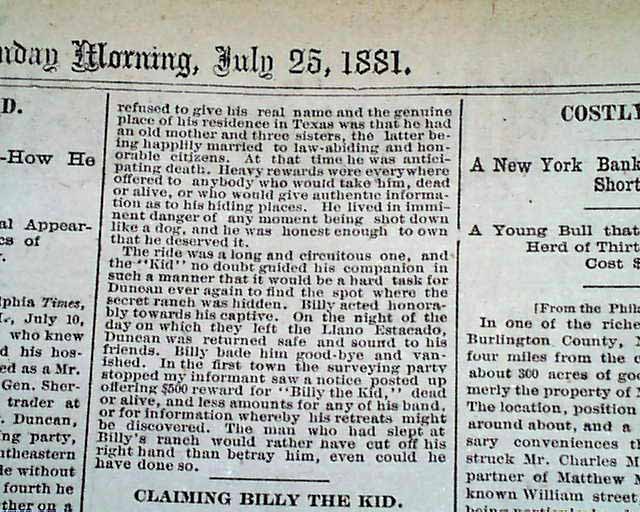 nday Morning, July 25, 1881.
D.
-How He
al Appear-
cs of
r.
lphia Times,
July 10,
who knew
d his hos-
ed as a Mr.
Gen. Sher-
trader at
. Duncan,
ng party,
utheastern
le without
fourth he
ther on a
refused to give his real name and the genuine
place of his residence in Texas was that he had
an old mother and three sisters, the latter be-
ing happlily married to law-abiding and hon-
orable citizens. At that time he was antici-
pating death. Heavy rewards were everywhere
offered to anybody who would take him, dead
or alive, or who would give authentic informa-
tion as to his hiding places. He lived in immi-
nent danger of any moment being shot down
like a dog, and he was honest enough to own
that he deserved it.
The ride was a long and circuitous one, and
the "Kid" no doubt guided his companion in
such a manner that it would be a hard task for
Duncan even again to find the spot where the
secret ranch was hidden. Billy acted honora-
bly towards his captive. On the night of the
day on which they left the Llano Estacado,
Duncan was returned safe and sound to his
friends. Billy bade him good-bye and van-
ished. In the first town the surveying party
stopped my informant saw a notice posted up
offering $500 reward for "Billy the Kid," dead
or alive, and less amounts for any of his band,
or for information whereby his retreats might
be discovered. The man who had slept at
Billy's ranch would rather have cut off his
right hand than betray him, even could he
have done so.
CLAIMING BILLY THE KID.
COSTLY
A New York Bank
Short
A Young Bull that
Herd of Thirt
Cost $
[From the Phila
In one of the riche
Burlington County, N
four miles from the c
about 300 acres of goo
merly the property of M
The location, position
around about, and a
sary conveniences th
struck Mr. Charles M
partner of Matthew M
known William street
being particular